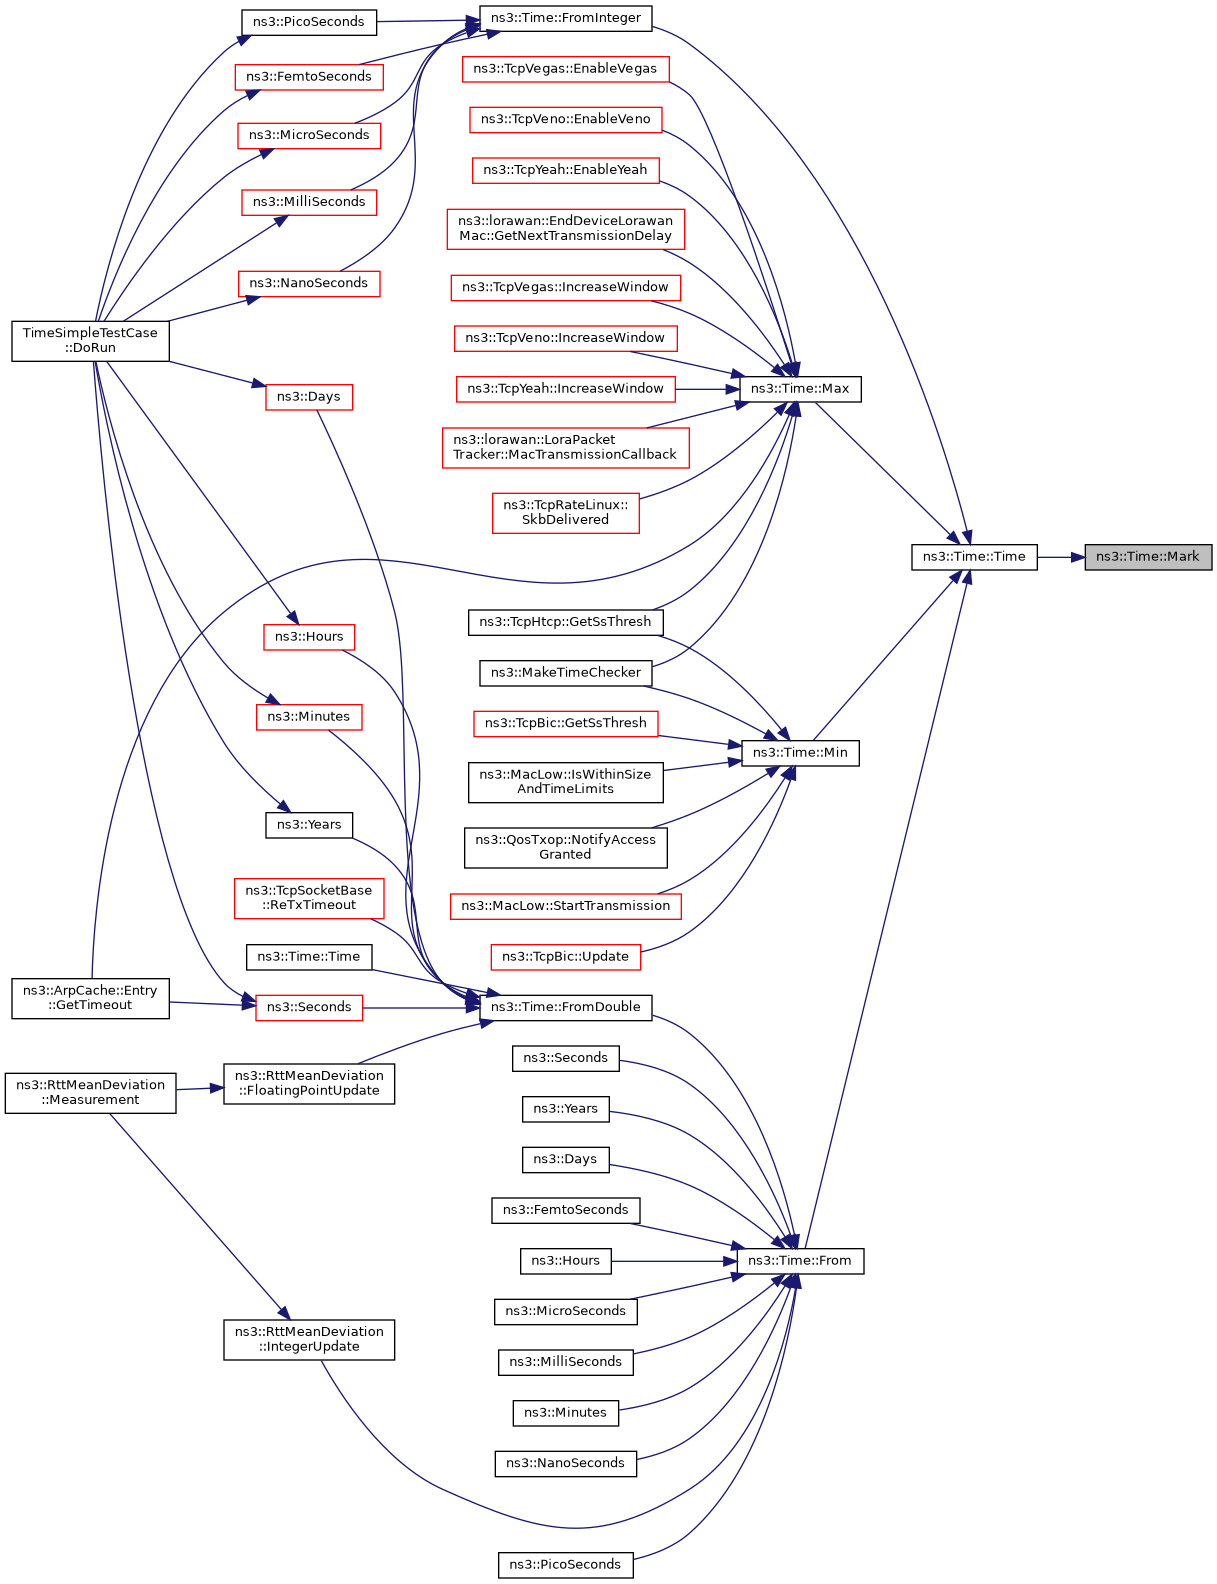 ns3::PicoSeconds
ns3::Time::FromInteger
ns3::FemtoSeconds
ns3::TcpVegas::EnableVegas
ns3::TcpVeno::EnableVeno
ns3::MicroSeconds
ns3::TcpYeah::EnableYeah
ns3::MilliSeconds
ns3::lorawan::EndDeviceLorawan
Mac::GetNextTransmissionDelay
ns3::NanoSeconds
ns3::TcpVegas::IncreaseWindow
TimeSimpleTestCase
::DoRun
ns3::TcpVeno::IncreaseWindow
ns3::Days
ns3::TcpYeah::IncreaseWindow
ns3::Time::Max
ns3::lorawan::LoraPacket
Tracker::MacTransmissionCallback
ns3::TcpRateLinux::
SkbDelivered
ns3::Time::Time
ns3::Time::Mark
ns3::TcpHtcp::GetSsThresh
ns3::Hours
ns3::MakeTimeChecker
ns3::Minutes
ns3::TcpBic::GetSsThresh
ns3::Time::Min
ns3::MacLow::IsWithinSize
AndTimeLimits
ns3::Years
ns3::QosTxop::NotifyAccess
Granted
ns3::TcpSocketBase
::ReTxTimeout
ns3::MacLow::StartTransmission
ns3::Time::Time
ns3::TcpBic::Update
ns3::ArpCache::Entry
::GetTimeout
ns3::Seconds
ns3::Time::FromDouble
ns3::Seconds
ns3::RttMeanDeviation
::Measurement
ns3::RttMeanDeviation
::FloatingPointUpdate
ns3::Years
ns3::Days
ns3::FemtoSeconds
ns3::Hours
ns3::Time::From
ns3::MicroSeconds
ns3::RttMeanDeviation
::IntegerUpdate
ns3::MilliSeconds
ns3::Minutes
ns3::NanoSeconds
ns3::PicoSeconds